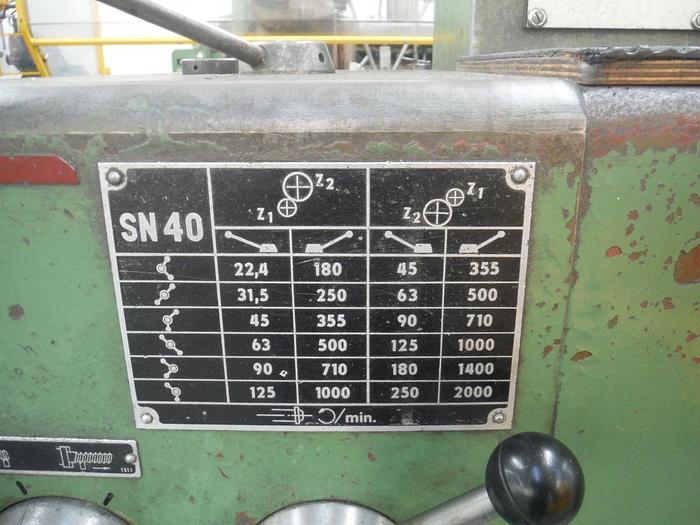 Z2 Z1
Z1 Z2
SN 40
22,4 180 45 355
31,5 250 63 500
45 355 90 710
63 500 125 1000
90 710 180 1400
125 1000 250 2000
/min.
1511